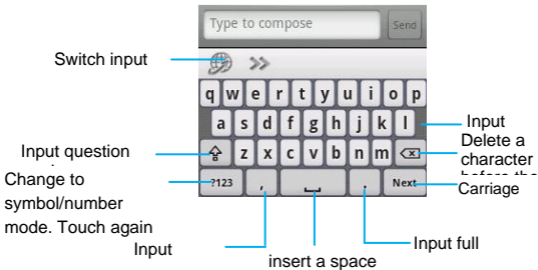 Type to compose
Send
Switch input
q w e r t y u i o p
a s d f g h j k l
Input
Delete a
character
z x c v b n m
Input question
Change to
symbol/number
mode. Touch again
?123
,
.
Next
Carriage
Input
insert a space
Input full